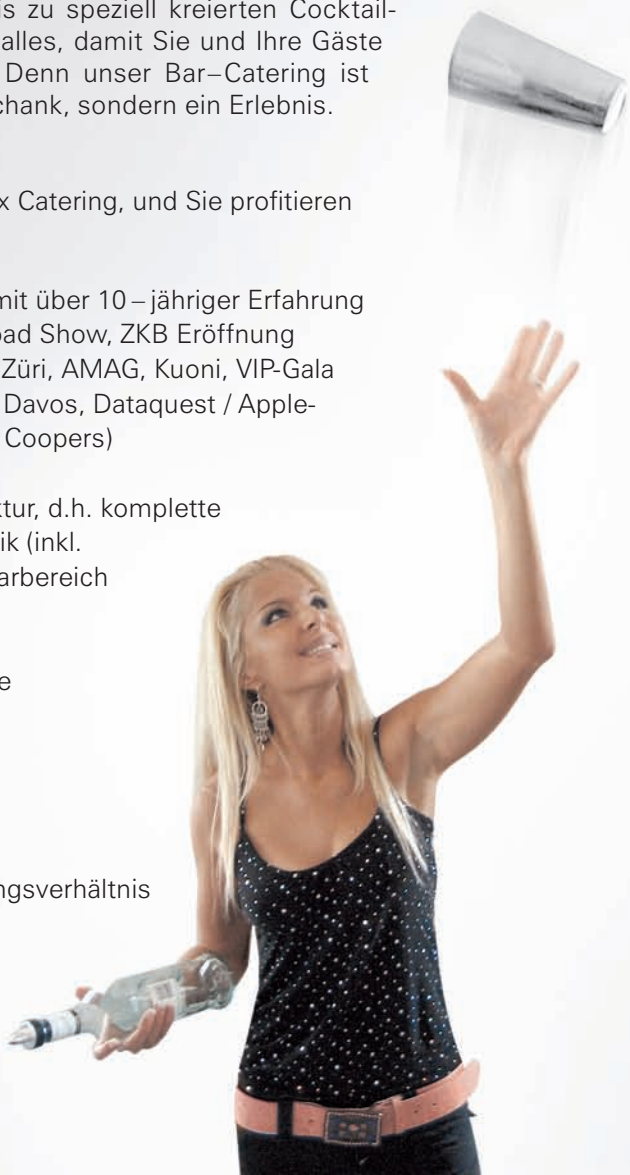 is zu speziell kreierten Cocktail-
alles, damit Sie und Ihre Gäste
Denn unser Bar–Catering ist
chank, sondern ein Erlebnis.
x Catering, und Sie profitieren
mit über 10–jähriger Erfahrung
oad Show, ZKB Eröffnung
Züri, AMAG, Kuoni, VIP-Gala
Davos, Dataquest / Apple-
Coopers)
ktur, d.h. komplette
ik (inkl.
arbereich
e
ngsverhältnis